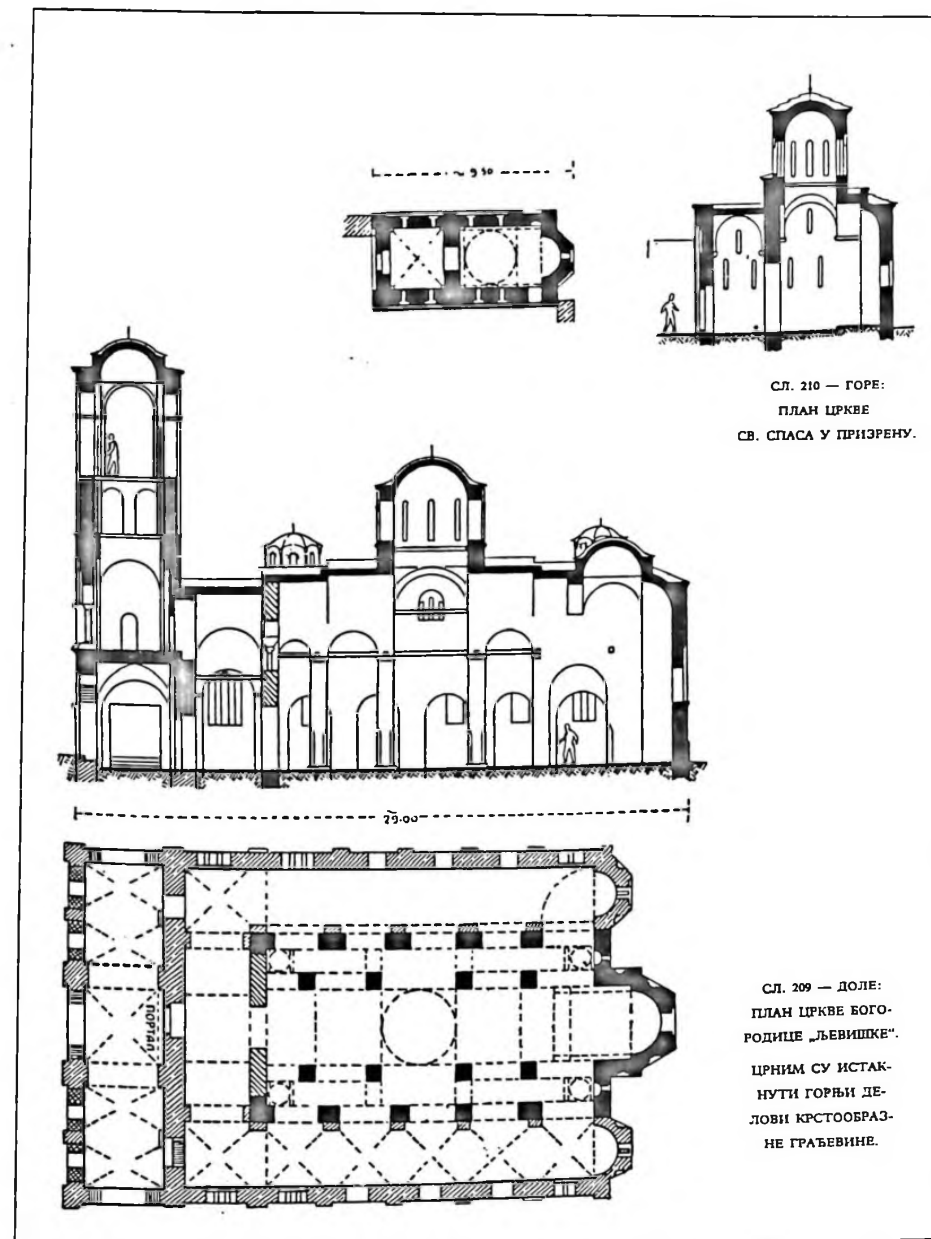 ~ 9 50
СЛ. 210 — ГОРЕ:
ПЛАН ЦРКВЕ
СВ. СПАСА У ПРИЗРЕНУ.
29.00
ПОРТАЛ
СЛ. 209 — ДОЛЕ:
ПЛАН ЦРКВЕ БОГО-
РОДИЦЕ „ЉЕВИШКЕ“.
ЦРНИМ СУ ИСТАК-
НУТИ ГОРЊИ ДЕ-
ЛОВИ КРСТООБРАЗ-
НЕ ГРАЂЕВИНЕ.